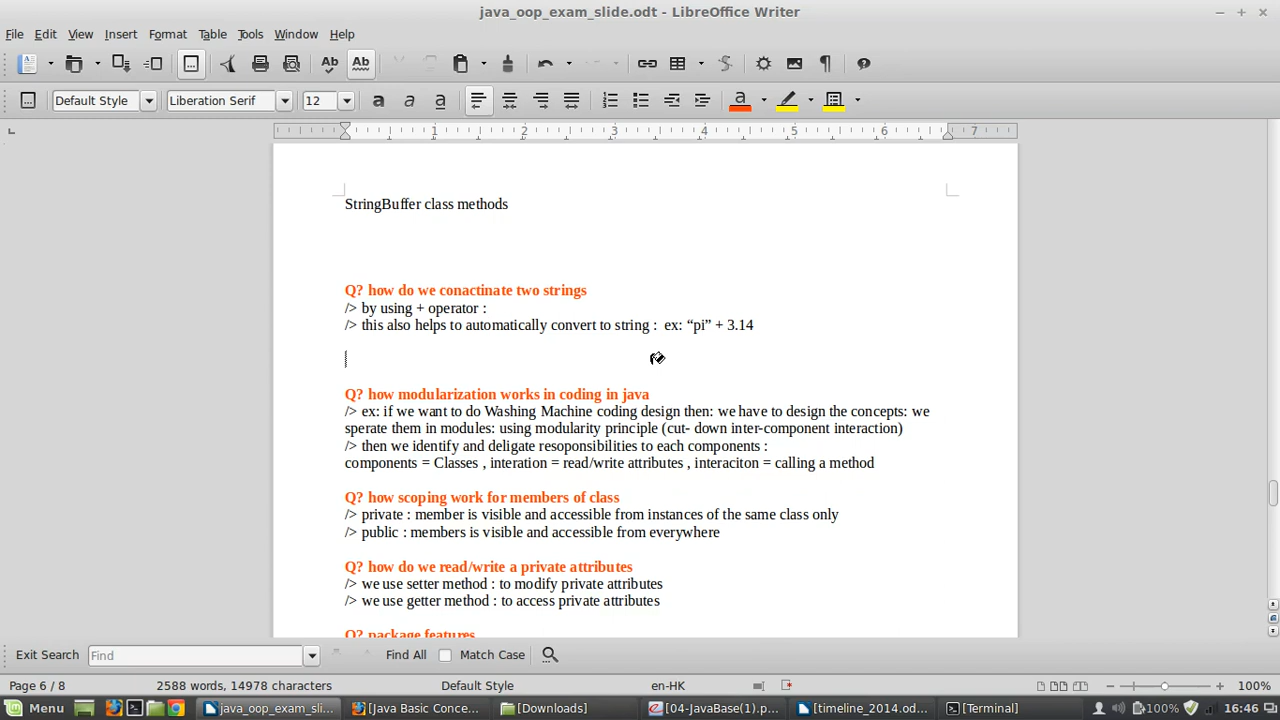 java_oop_exam_slide.odt - LibreOffice Writer
File Edit View Insert Format Table Tools Window Help
Default Style Liberation Serif 12
1 2 3 4 5 6 7
StringBuffer class methods
Q? how do we conactinate two strings
/> by using + operator :
/> this also helps to automatically convert to string :  ex: “pi” + 3.14
Q? how modularization works in coding in java
/> ex: if we want to do Washing Machine coding design then: we have to design the concepts: we
sperate them in modules: using modularity principle (cut- down inter-component interaction)
/> then we identify and deligate resoponsibilities to each components :
components = Classes , interation = read/write attributes , interaciton = calling a method
Q? how scoping work for members of class
/> private : member is visible and accessible from instances of the same class only
/> public : members is visible and accessible from everywhere
Q? how do we read/write a private attributes
/> we use setter method : to modify private attributes
/> we use getter method : to access private attributes
Q? package features
Exit Search Find Find All Match Case
Page 6 / 8 2588 words, 14978 characters Default Style en-HK 100%
Menu java_oop_exam_sli... [Java Basic Conce... [Downloads] [04-JavaBase(1).p... [timeline_2014.od... [Terminal] 100% 16:46